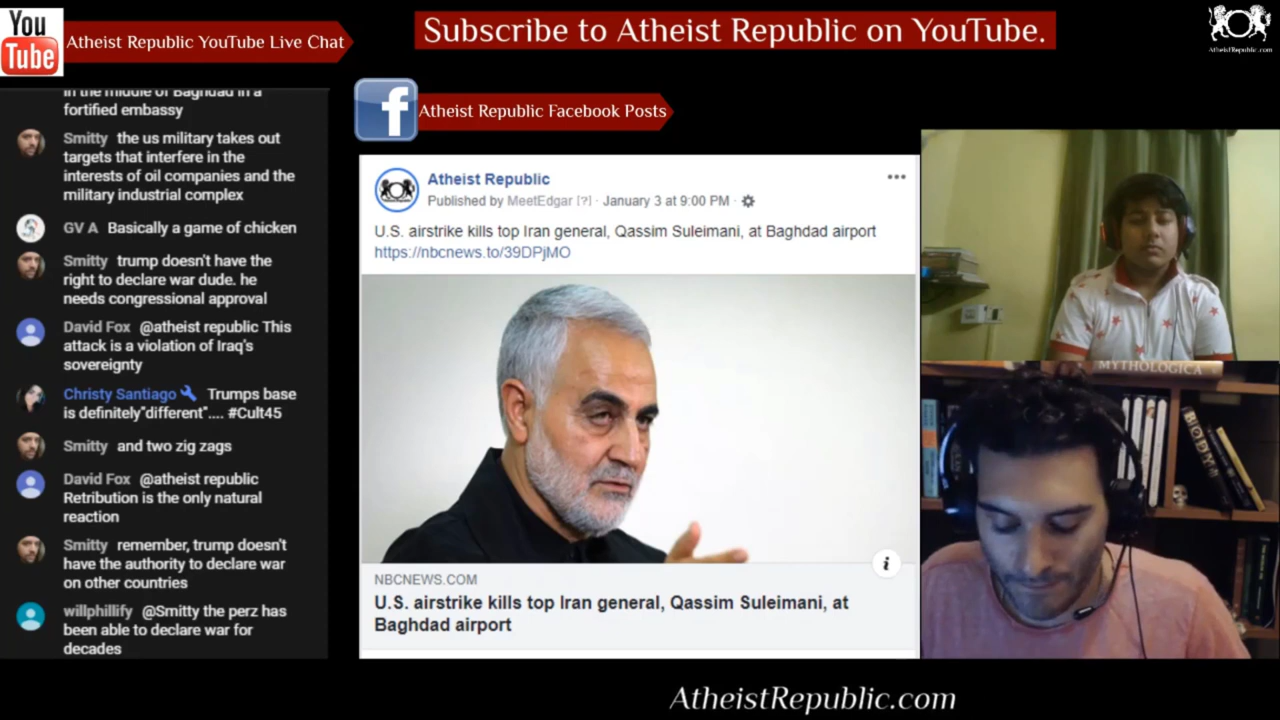 You
Tube
Atheist Republic YouTube Live Chat
Subscribe to Atheist Republic on YouTube.
AtheistRepublic.com
in the middle of Baghdad in a
fortified embassy
Smitty the us military takes out
targets that interfere in the
interests of oil companies and the
military industrial complex
GV A Basically a game of chicken
Smitty trump doesn't have the
right to declare war dude. he
needs congressional approval
David Fox @atheist republic This
attack is a violation of Iraq's
sovereignty
Christy Santiago Trumps base
is definitely"different".... #Cult45
Smitty and two zig zags
David Fox @atheist republic
Retribution is the only natural
reaction
Smitty remember, trump doesn't
have the authority to declare war
on other countries
willphillify @Smitty the perz has
been able to declare war for
decades
f
Atheist Republic Facebook Posts
Atheist Republic
Published by MeetEdgar [?] · January 3 at 9:00 PM ·
U.S. airstrike kills top Iran general, Qassim Suleimani, at Baghdad airport
https://nbcnews.to/39DPjMO
i
NBCNEWS.COM
U.S. airstrike kills top Iran general, Qassim Suleimani, at
Baghdad airport
MYTHOLOGICA
BODY
AtheistRepublic.com